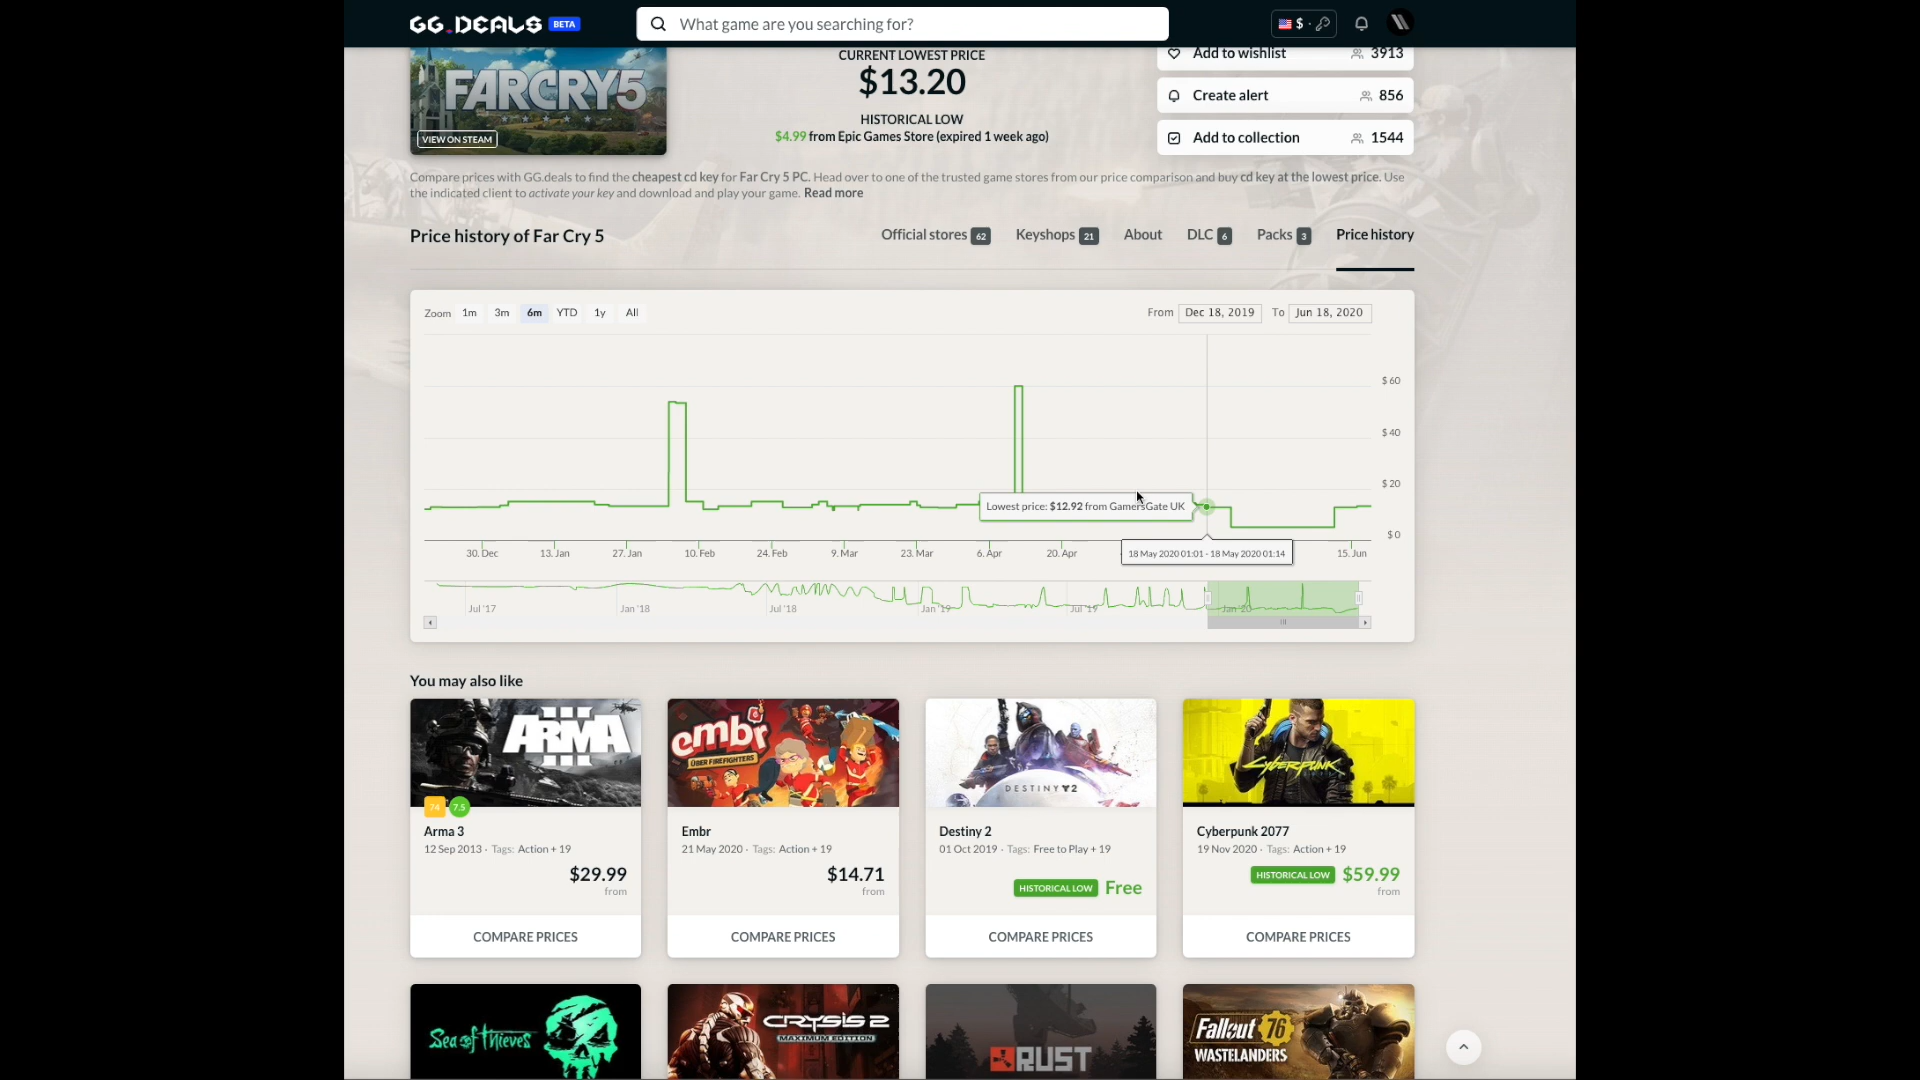 GG.DEALS BETA
What game are you searching for?
$ ·
FARCRY5
VIEW ON STEAM
CURRENT LOWEST PRICE
$13.20
HISTORICAL LOW
$4.99 from Epic Games Store (expired 1 week ago)
Add to wishlist 3913
Create alert 856
Add to collection 1544
Compare prices with GG.deals to find the cheapest cd key for Far Cry 5 PC. Head over to one of the trusted game stores from our price comparison and buy cd key at the lowest price. Use
the indicated client to activate your key and download and play your game. Read more
Price history of Far Cry 5
Official stores 62 Keyshops 21 About DLC 6 Packs 3 Price history
Zoom 1m 3m 6m YTD 1y All
From Dec 18, 2019 To Jun 18, 2020
$ 60
$ 40
$ 20
$ 0
Lowest price: $12.92 from GamersGate UK
30. Dec 13. Jan 27. Jan 10. Feb 24. Feb 9. Mar 23. Mar 6. Apr 20. Apr 15. Jun
18 May 2020 01:01 - 18 May 2020 01:14
Jul '17 Jan '18 Jul '18 Jan '19 Jul '19 Jan '20
You may also like
ARMA III
embr
ÜBER FIREFIGHTERS
DESTINY 2
Cyberpunk
74 7.5
Arma 3
12 Sep 2013 · Tags: Action + 19
$29.99
from
COMPARE PRICES
Embr
21 May 2020 · Tags: Action + 19
$14.71
from
COMPARE PRICES
Destiny 2
01 Oct 2019 · Tags: Free to Play + 19
HISTORICAL LOW Free
COMPARE PRICES
Cyberpunk 2077
19 Nov 2020 · Tags: Action + 19
HISTORICAL LOW $59.99
from
COMPARE PRICES
Sea of Thieves
CRYSIS 2
MAXIMUM EDITION
RUST
Fallout 76
WASTELANDERS